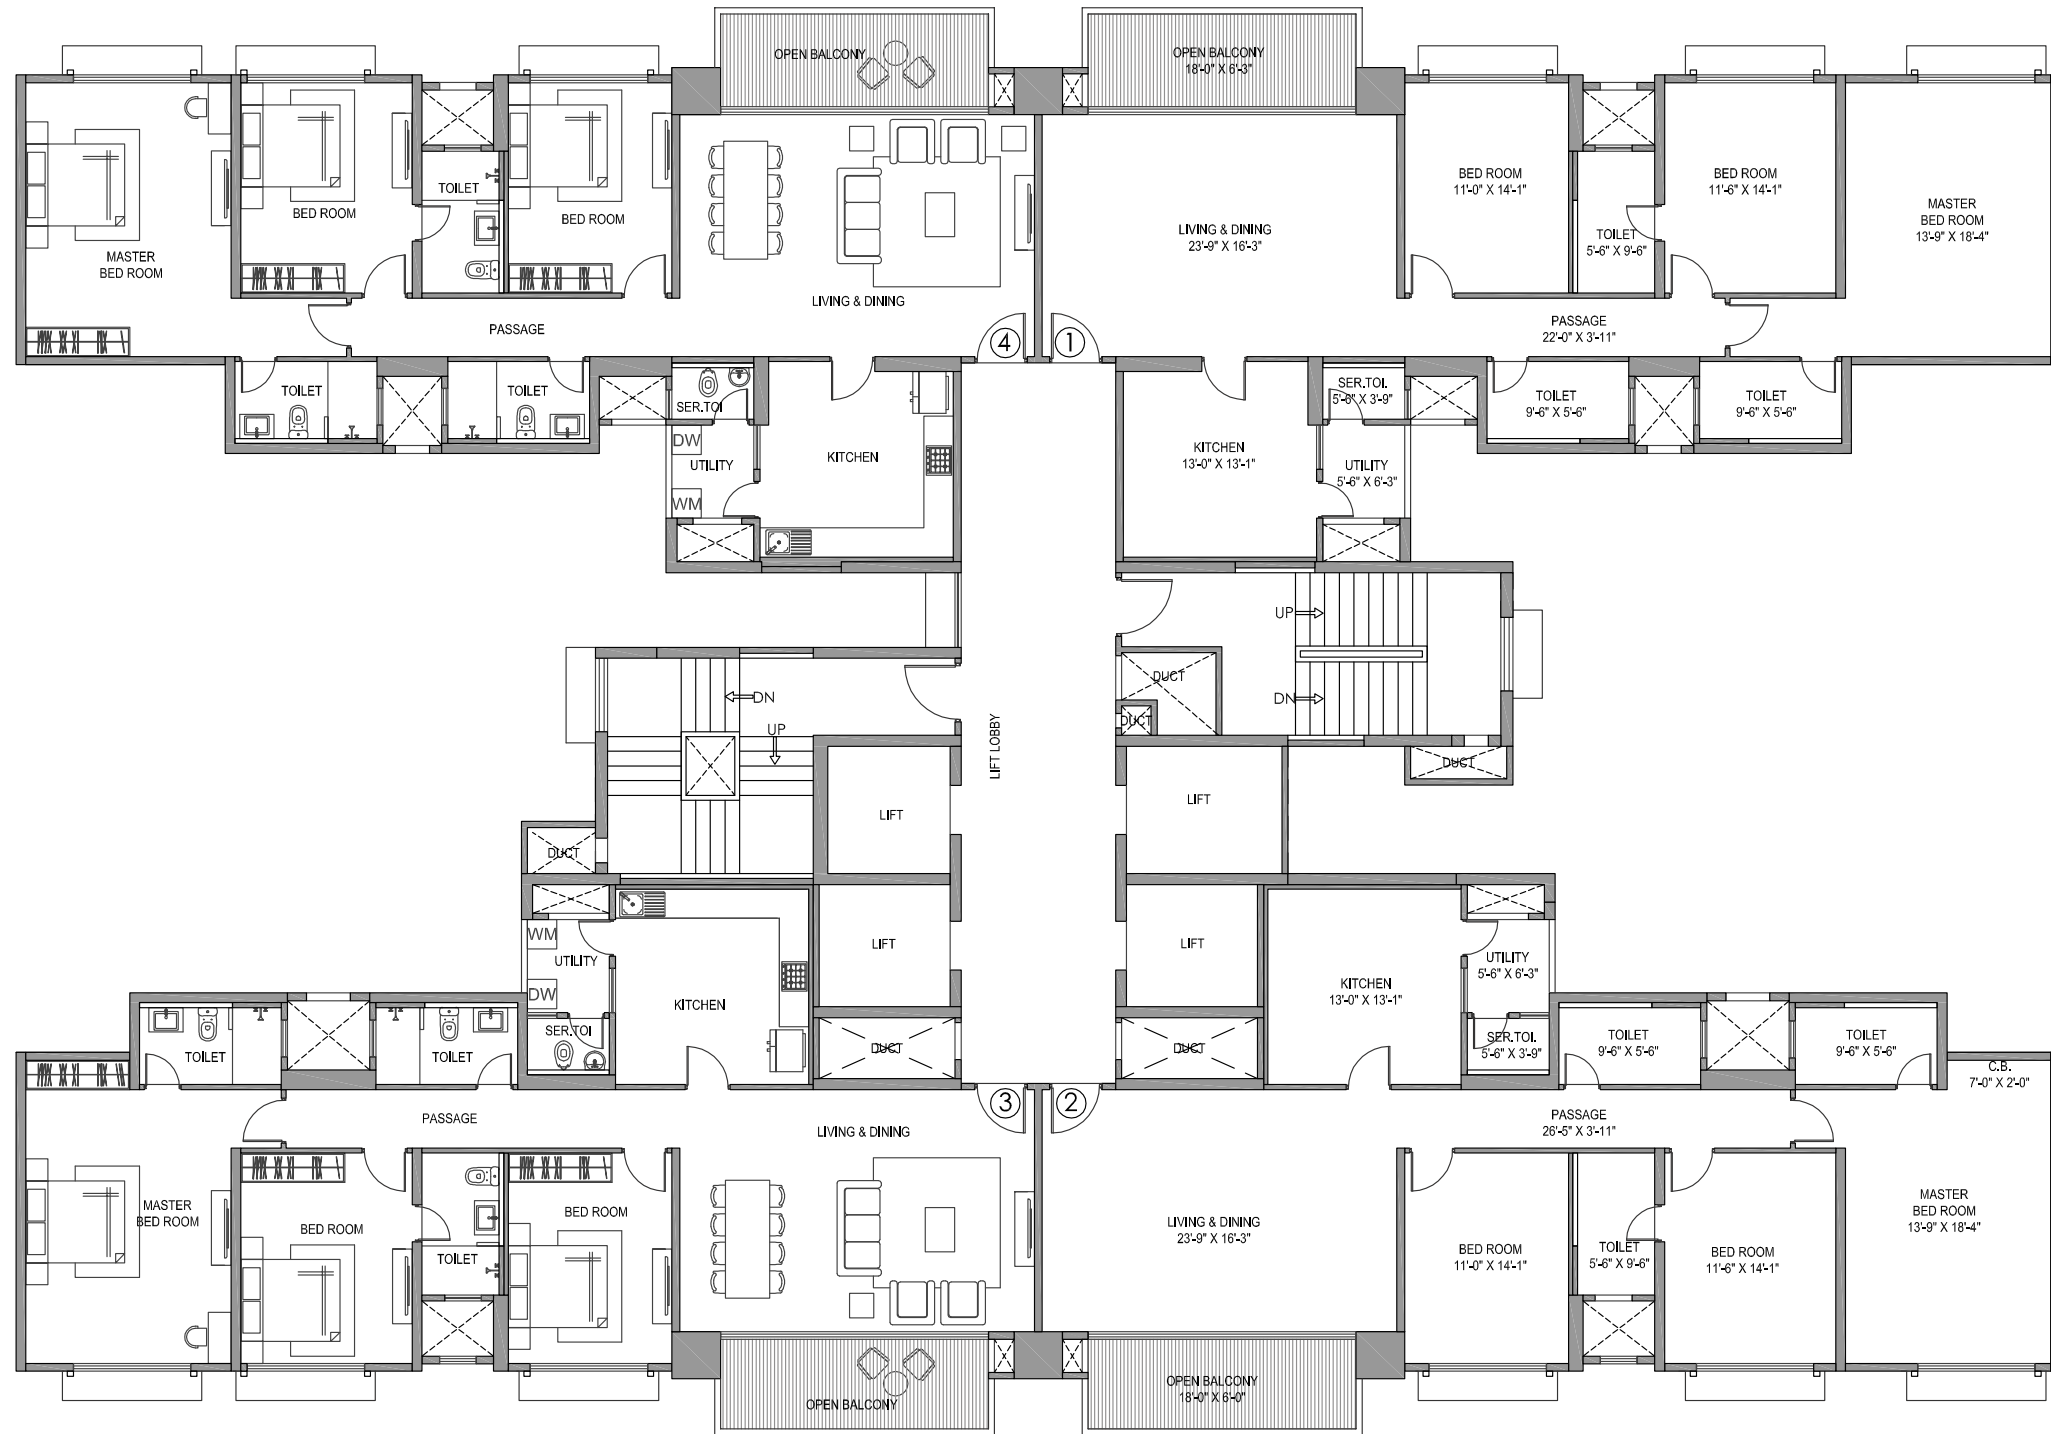 OPEN BALCONY
OPEN BALCONY
18'-0" X 6'-3"
BED ROOM
TOILET
BED ROOM
MASTER
BED ROOM
LIVING & DINING
PASSAGE
LIVING & DINING
23'-9" X 16'-3"
BED ROOM
11'-0" X 14'-1"
BED ROOM
11'-6" X 14'-1"
TOILET
5'-6" X 9'-6"
MASTER
BED ROOM
13'-9" X 18'-4"
PASSAGE
22'-0" X 3'-11"
4
1
TOILET
TOILET
SER.TOI
DW
UTILITY
WM
KITCHEN
KITCHEN
13'-0" X 13'-1"
SER.TOI.
5'-6" X 3'-9"
UTILITY
5'-6" X 6'-3"
TOILET
9'-6" X 5'-6"
TOILET
9'-6" X 5'-6"
UP
DUCT
DN
DUCT
DN
UP
LIFT LOBBY
DUCT
LIFT
LIFT
DUCT
LIFT
LIFT
WM
UTILITY
DW
SER.TOI
KITCHEN
KITCHEN
13'-0" X 13'-1"
UTILITY
5'-6" X 6'-3"
SER.TOI.
5'-6" X 3'-9"
TOILET
TOILET
DUCT
DUCT
TOILET
9'-6" X 5'-6"
TOILET
9'-6" X 5'-6"
C.B.
7'-0" X 2'-0"
3
2
PASSAGE
LIVING & DINING
PASSAGE
26'-5" X 3'-11"
MASTER
BED ROOM
BED ROOM
TOILET
BED ROOM
LIVING & DINING
23'-9" X 16'-3"
BED ROOM
11'-0" X 14'-1"
TOILET
5'-6" X 9'-6"
BED ROOM
11'-6" X 14'-1"
MASTER
BED ROOM
13'-9" X 18'-4"
OPEN BALCONY
OPEN BALCONY
18'-0" X 6'-0"